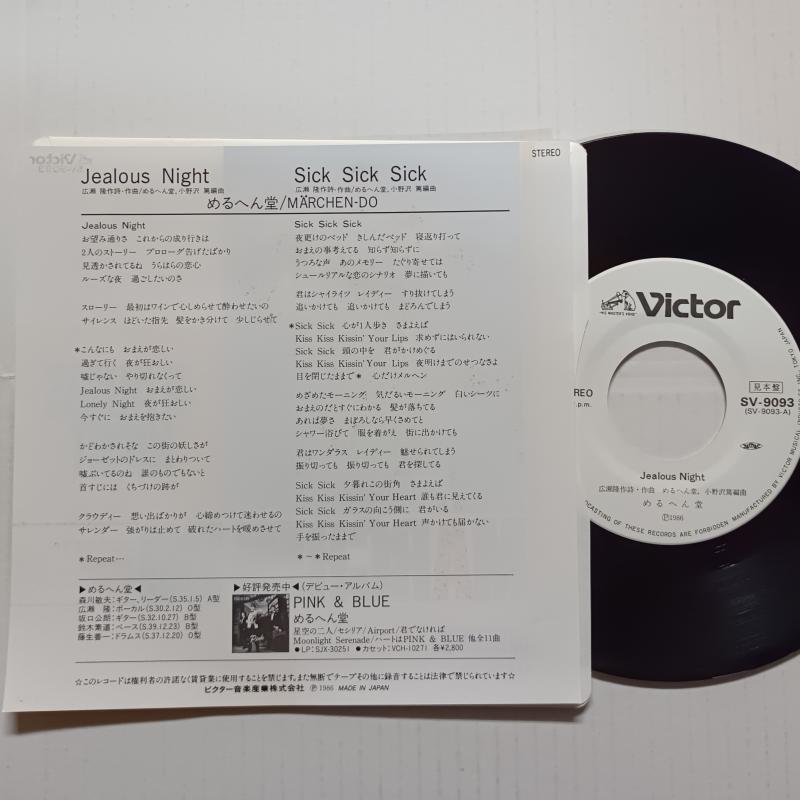 Jealous Night
広瀬 隆作詩・作曲/めるへん堂、小野沢 篤編曲
Sick Sick Sick
広瀬 隆作詩・作曲/めるへん堂、小野沢 篤編曲
STEREO
めるへん堂/MÄRCHEN-DO
Jealous Night
お望み通りさ これからの成り行きは
2人のストーリー プロローグ告げたばかり
見透かされてるね うらはらの恋心
ルーズな夜 過ごしたいのさ
スローリー 最初はワインで心しめらせて酔わせたいの
サイレンス ほどいた指先 髪をかき分けて 少しじらせて
*こんなにも おまえが恋しい
過ぎて行く 夜が狂おしい
嘘じゃない やり切れなくって
Jealous Night おまえが恋しい
Lonely Night 夜が狂おしい
今すぐに おまえを抱きたい
かどわかされそな この街の妖しさが
ジョーゼットのドレスに まとわりついて
嘘ぶいてるのね 誰のものでもないと
首すじには くちづけの跡が
クラウディー 想い出ばかりが 心締めつけて迷わせるの
サレンダー 強がりは止めて 破れたハートを暖めさせて
*Repeat…
Sick Sick Sick
夜更けのベッド きしんだベッド 寝返り打って
おまえの事考えてる 知らず知らずに
うつろな声 あのメモリー たぐり寄せては
シュールリアルな恋のシナリオ 夢に描いても
君はシャイライツ レイディー すり抜けてしまう
追いかけても 追いかけても まどろんでしまう
*Sick Sick 心が1人歩き さまよえば
Kiss Kiss Kissin' Your Lips 求めずにはいられない
Sick Sick 頭の中を 君がかけめぐる
Kiss Kiss Kissin' Your Lips 夜明けまでのせつなさよ
目を閉じたままで* 心だけメルヘン
めざめたモーニング 気だるいモーニング 白いシーツに
おまえのだとすぐにわかる 髪が落ちてる
あれば夢さ まぼろしなら早くさめてと
シャワー浴びて 服を着がえ 街に出かけても
君はワンダラス レイディー 魅せられてしまう
振り切っても 振り切っても 君を探してる
Sick Sick 夕暮れこの街角 さまよえば
Kiss Kiss Kissin' Your Heart 誰も君に見えてくる
Sick Sick ガラスの向こう側に 君がいる
Kiss Kiss Kissin' Your Heart 声かけても届かない
手を振ったままで
*〜*Repeat
▶めるへん堂◀
森川敏夫:ギター、リーダー(S.35.1.5) A型
広瀬 隆:ボーカル(S.30.2.12) O型
坂口公朗:ギター(S.32.10.27) B型
鈴木素道:ベース(S.39.12.23) B型
藤生善一:ドラムス(S.37.12.20) O型
▶好評発売中◀(デビュー・アルバム)
PINK & BLUE
めるへん堂
星空の二人/セシリア/Airport/君でなければ
Moonlight Serenade/ハートはPINK & BLUE 他全11曲
●LP:SJX-30251 ●カセット:VCH-10271 各¥2,800
☆このレコードは権利者の許諾なく賃貸業に使用することを禁じます。また無断でテープその他に録音することは法律で禁じられています☆
ビクター音楽産業株式会社 Ⓟ 1986 MADE IN JAPAN
"HIS MASTER'S VOICE"
Victor
見本盤
SV-9093
(SV-9093-A)
Jealous Night
広瀬隆作詩・作曲 めるへん堂、小野沢篤編曲
めるへん堂
Ⓟ1986